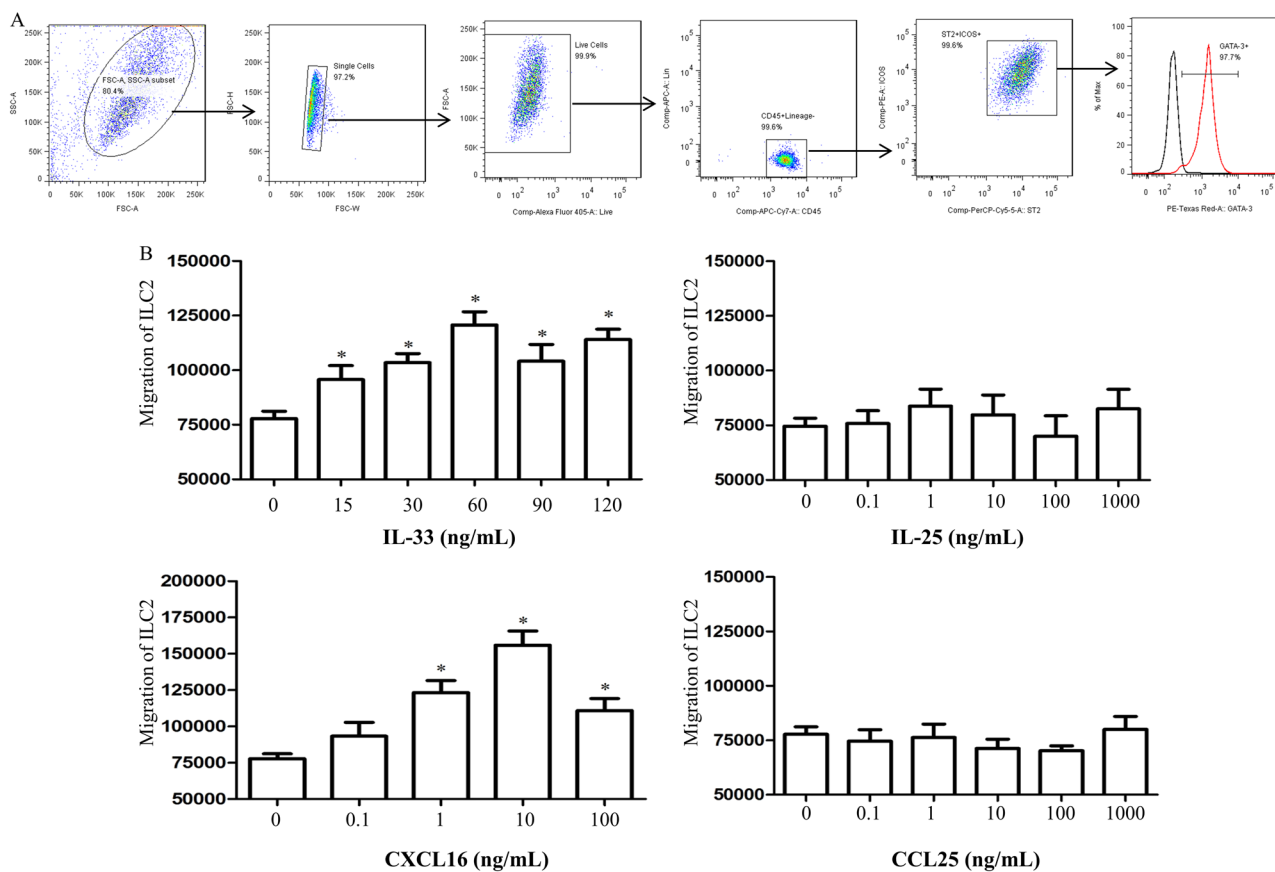 A
SSC-A
250K
200K
150K
100K
50K
0
FSC-A, SSC-A subset
80.4%
0 50K 100K 150K 200K 250K
FSC-A
FSC-H
250K
200K
150K
100K
50K
0
Single Cells
97.2%
0 50K 100K 150K 200K 250K
FSC-W
FSC-A
250K
200K
150K
100K
50K
0
Live Cells
99.9%
0 10^2 10^3 10^4 10^5
Comp-Alexa Fluor 405-A:: Live
Comp-APC-A:: Lin
10^5
10^4
10^3
10^2
0
CD45+Lineage-
99.6%
0 10^2 10^3 10^4 10^5
Comp-APC-Cy7-A:: CD45
Comp-PE-A:: ICOS
10^5
10^4
10^3
10^2
0
ST2+ICOS+
99.6%
0 10^2 10^3 10^4 10^5
Comp-PerCP-Cy5-5-A:: ST2
% of Max
100
80
60
40
20
0
GATA-3+
97.7%
0 10^2 10^3 10^4 10^5
PE-Texas Red-A:: GATA-3
B
Migration of ILC2
150000
125000
100000
75000
50000
* * * * *
0 15 30 60 90 120
IL-33 (ng/mL)
Migration of ILC2
150000
125000
100000
75000
50000
0 0.1 1 10 100 1000
IL-25 (ng/mL)
Migration of ILC2
200000
175000
150000
125000
100000
75000
50000
* * *
0 0.1 1 10 100
CXCL16 (ng/mL)
Migration of ILC2
150000
125000
100000
75000
50000
0 0.1 1 10 100 1000
CCL25 (ng/mL)